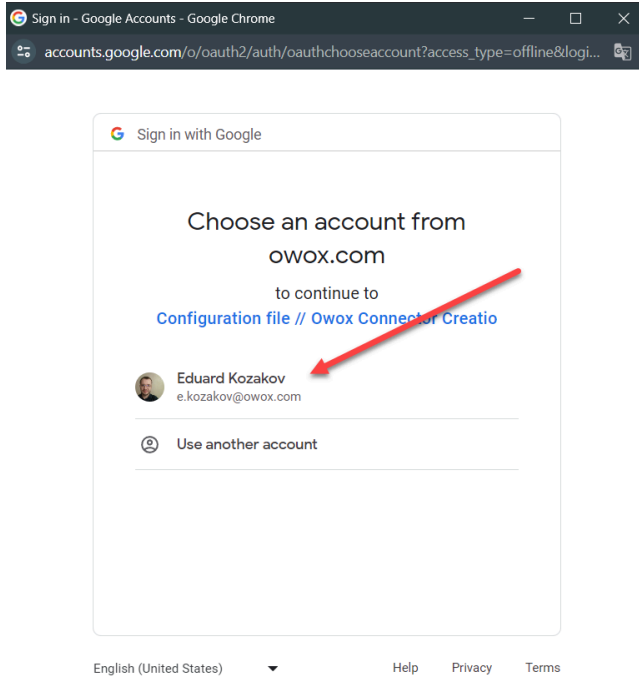 Sign in - Google Accounts - Google Chrome
accounts.google.com/o/oauth2/auth/oauthchooseaccount?access_type=offline&logi...
Sign in with Google
Choose an account from
owox.com
to continue to
Configuration file // Owox Connector Creatio
Eduard Kozakov
e.kozakov@owox.com
Use another account
English (United States)
Help Privacy Terms